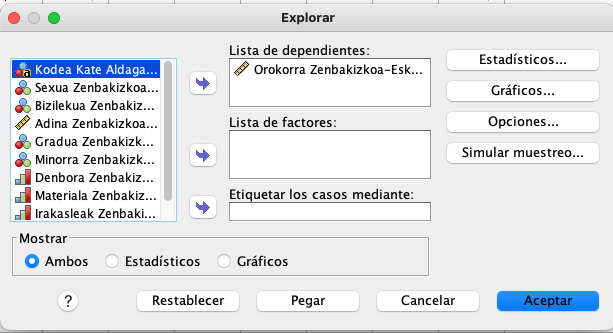 Explorar
Kodea Kate Aldaga...
Sexua Zenbakizkoa...
Bizilekua Zenbakiz...
Adina Zenbakizkoa...
Gradua Zenbakizk...
Minorra Zenbakizk...
Denbora Zenbakiz...
Materiala Zenbakiz...
Irakasleak Zenbaki...
Lista de dependientes:
Orokorra Zenbakizkoa-Esk...
Lista de factores:
Etiquetar los casos mediante:
Estadísticos...
Gráficos...
Opciones...
Simular muestreo...
Mostrar
Ambos Estadísticos Gráficos
? Restablecer Pegar Cancelar Aceptar